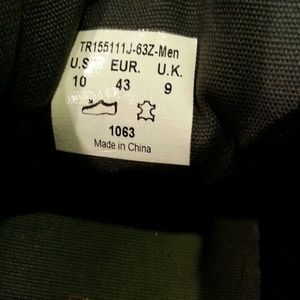 TR155111J-63Z-Men
U.S EUR. U.K.
10 43 9
1063
Made in China